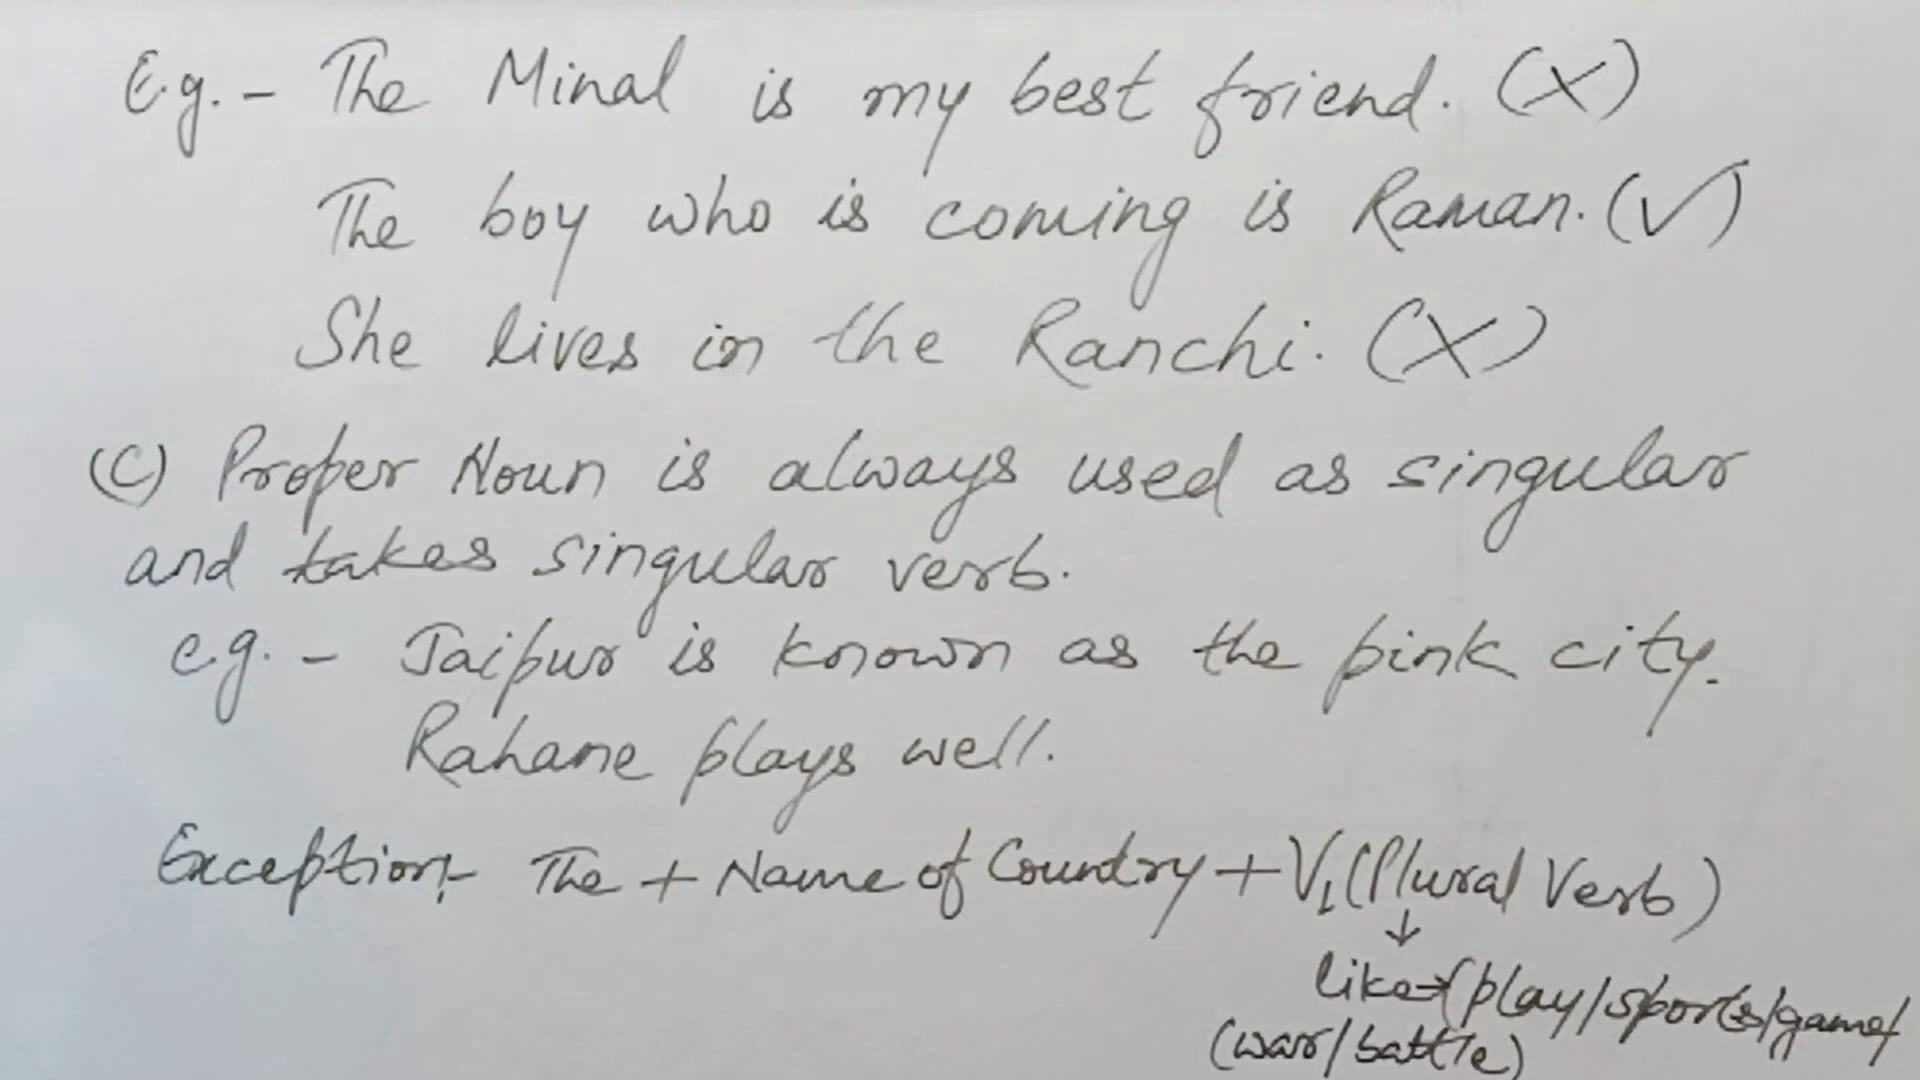 E.g. - The Minal is my best friend. (X)
The boy who is coming is Raman. (✓)
She lives in the Ranchi. (X)
(C) Proper Noun is always used as singular
and takes singular verb.
e.g. - Jaipur is known as the pink city.
Rahane plays well.
Exception:- The + Name of Country + V1 (Plural Verb)
↓
like→(play/sports/game/
(war/battle)